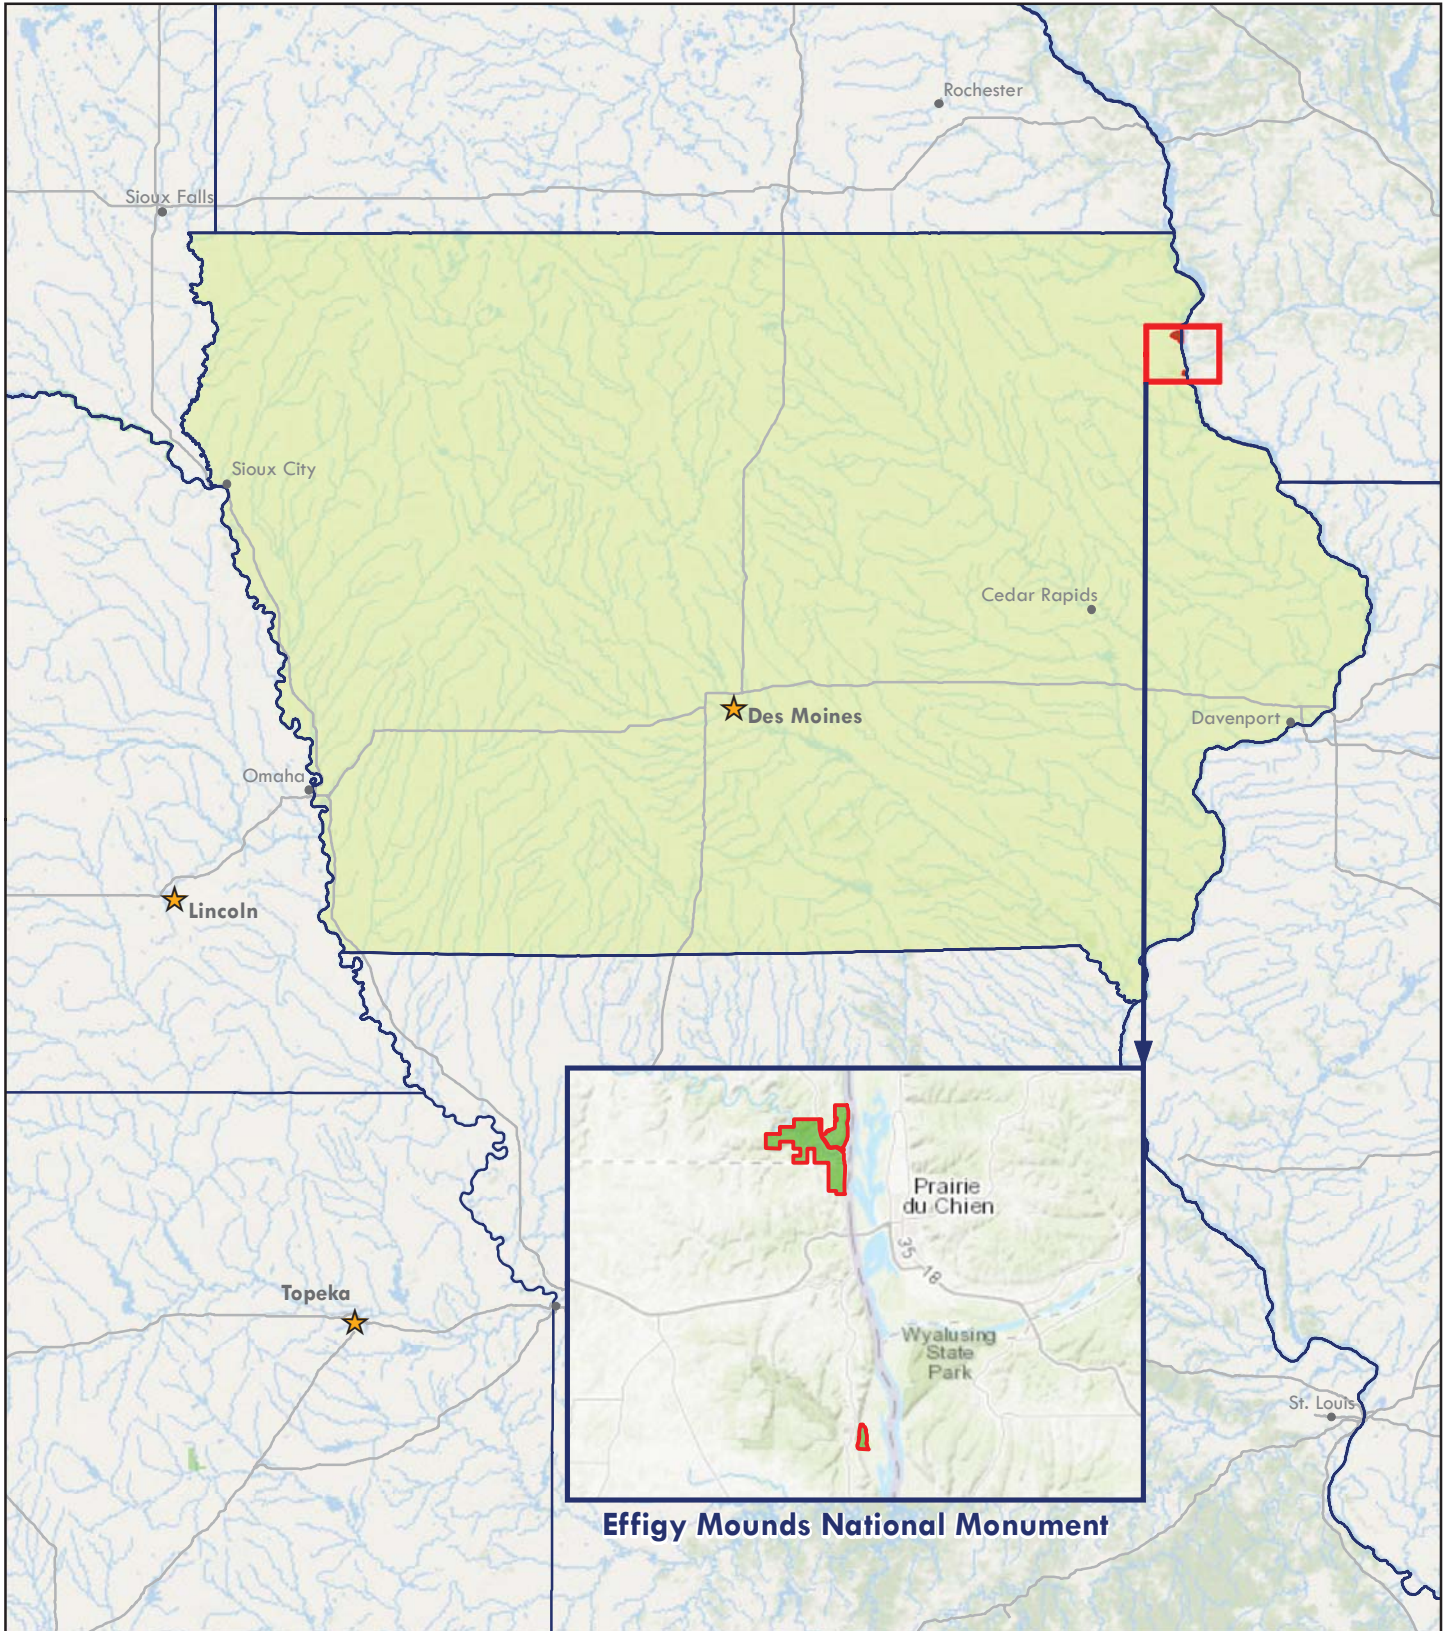 Rochester
Sioux Falls
Sioux City
Cedar Rapids
Des Moines
Davenport
Omaha
Lincoln
Prairie
du Chien
35
18
Topeka
Wyalusing
State
Park
St. Louis
Effigy Mounds National Monument